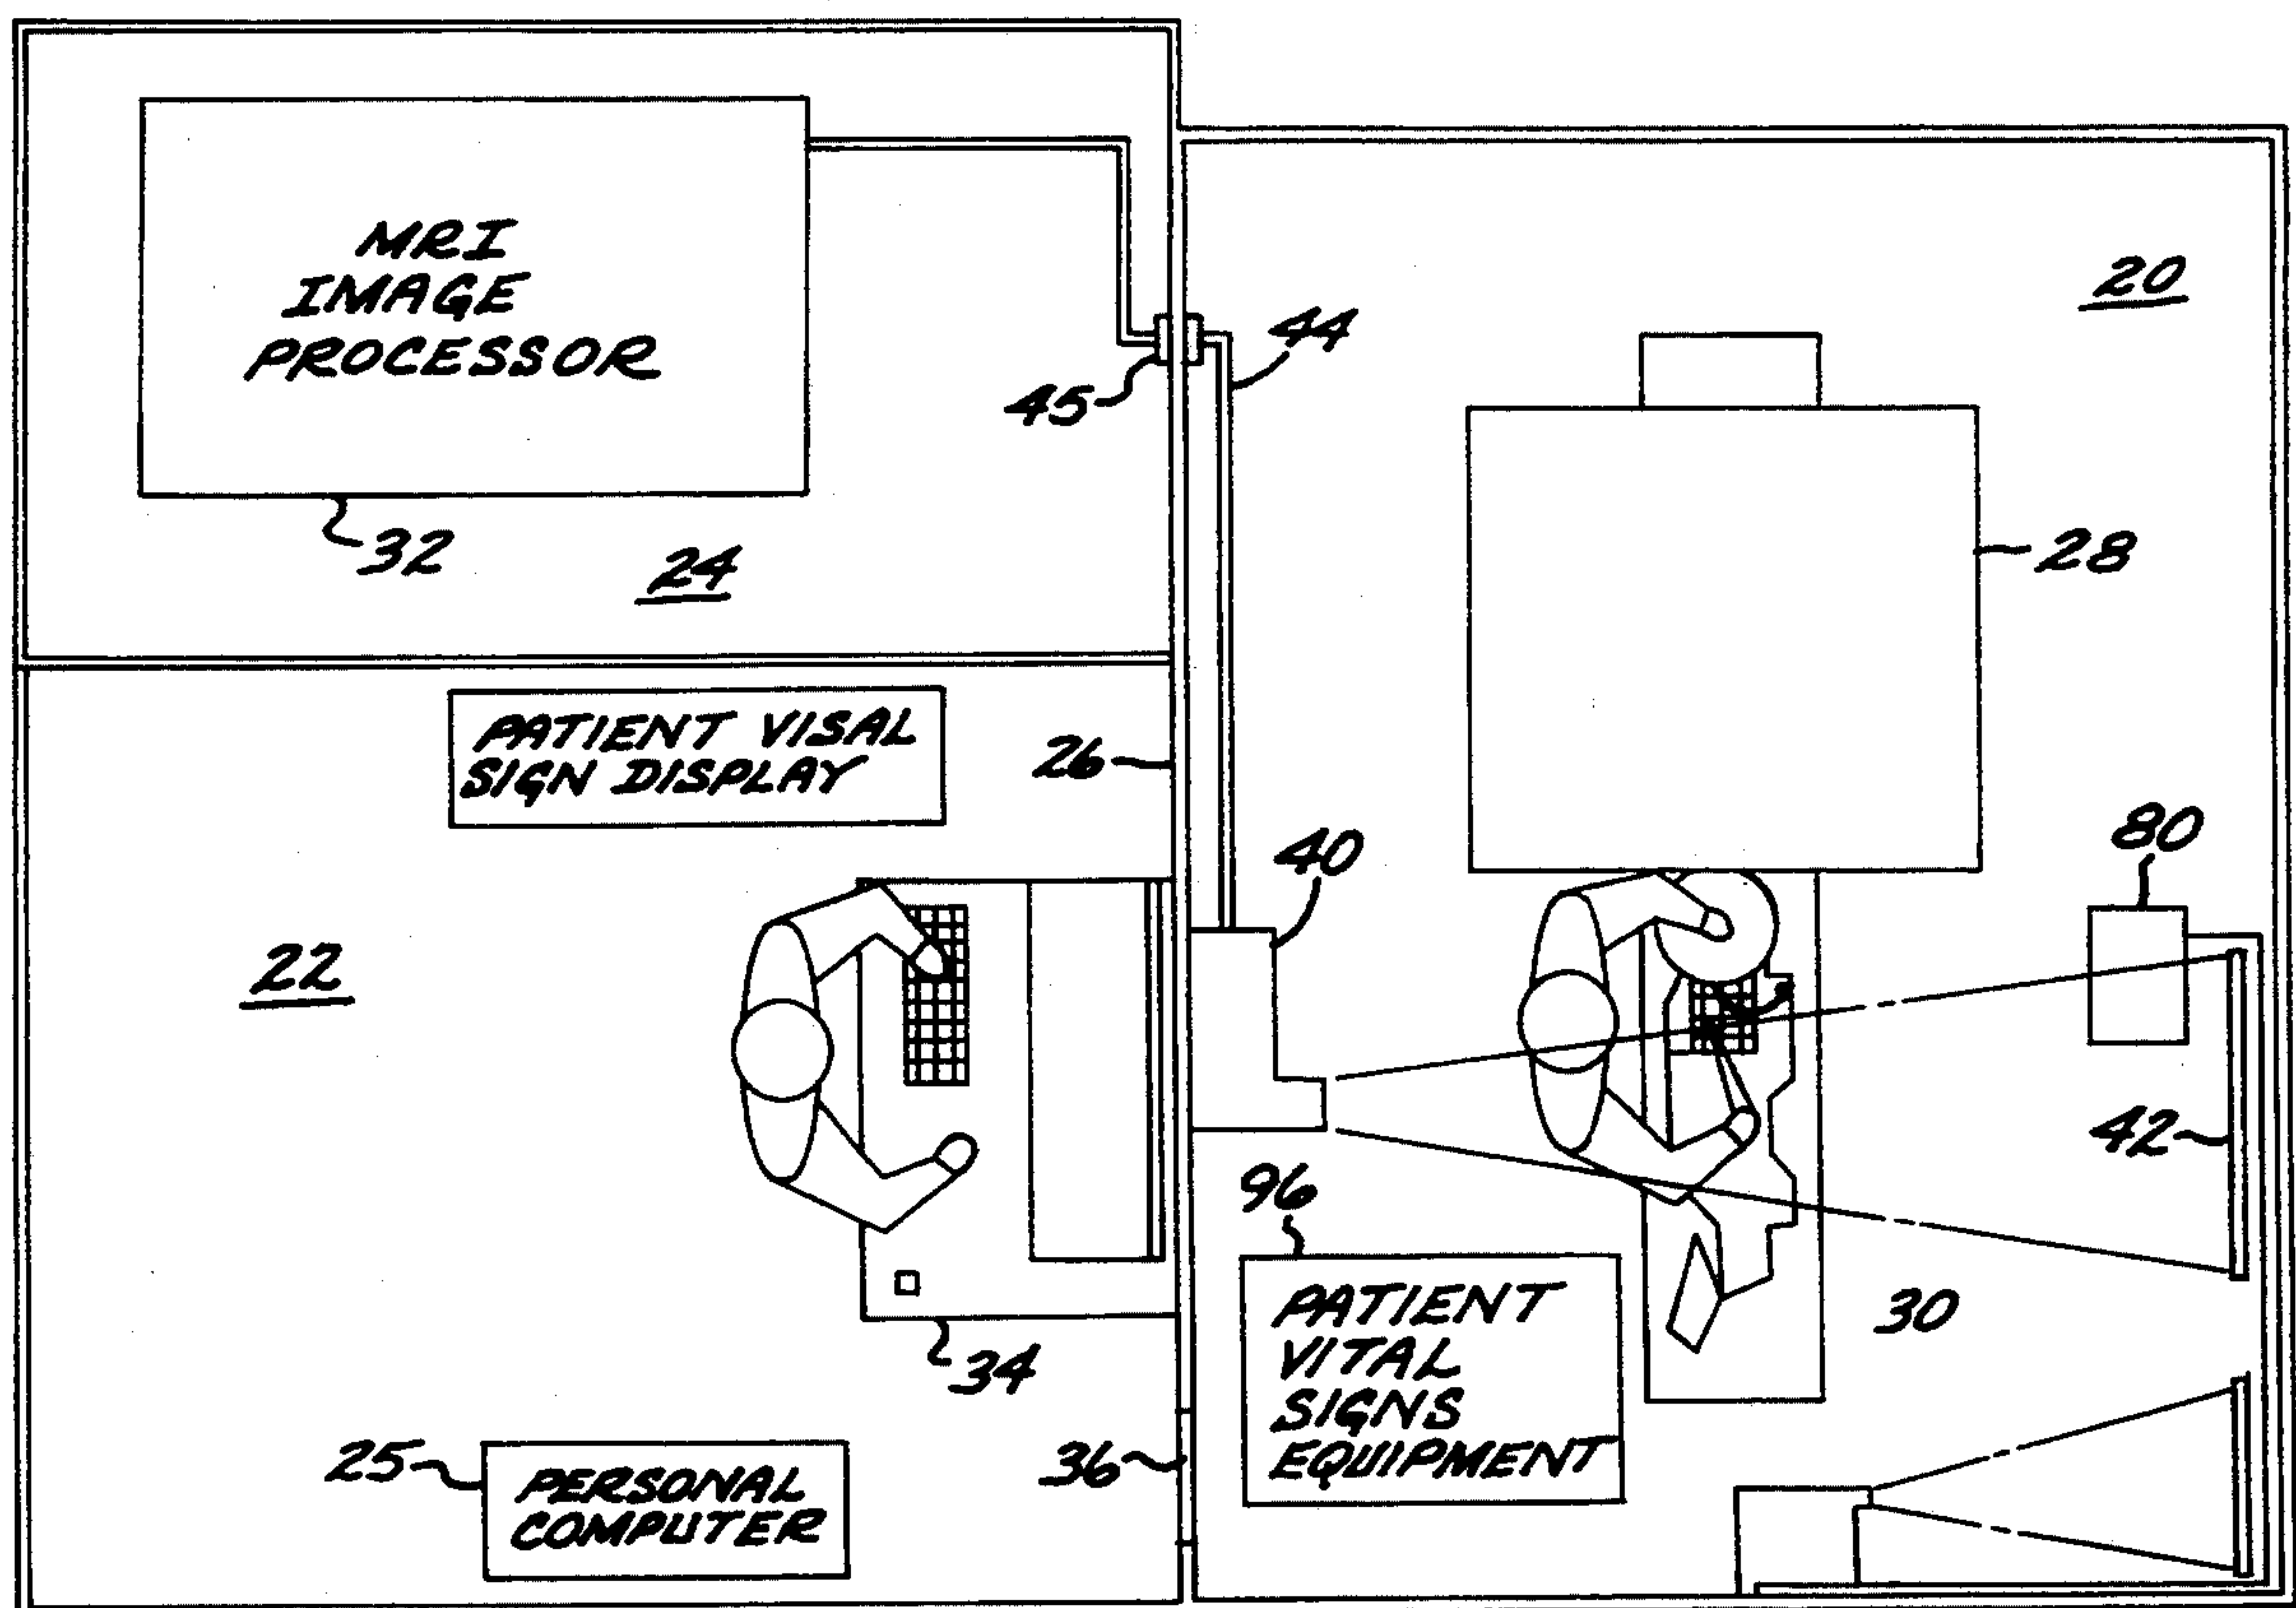 MRI
IMAGE
PROCESSOR
20
44
45
32
24
28
PATIENT VISAL
SIGN DISPLAY
26
40
80
22
42
96
PATIENT
VITAL
SIGNS
EQUIPMENT
30
34
25
PERSONAL
COMPUTER
36